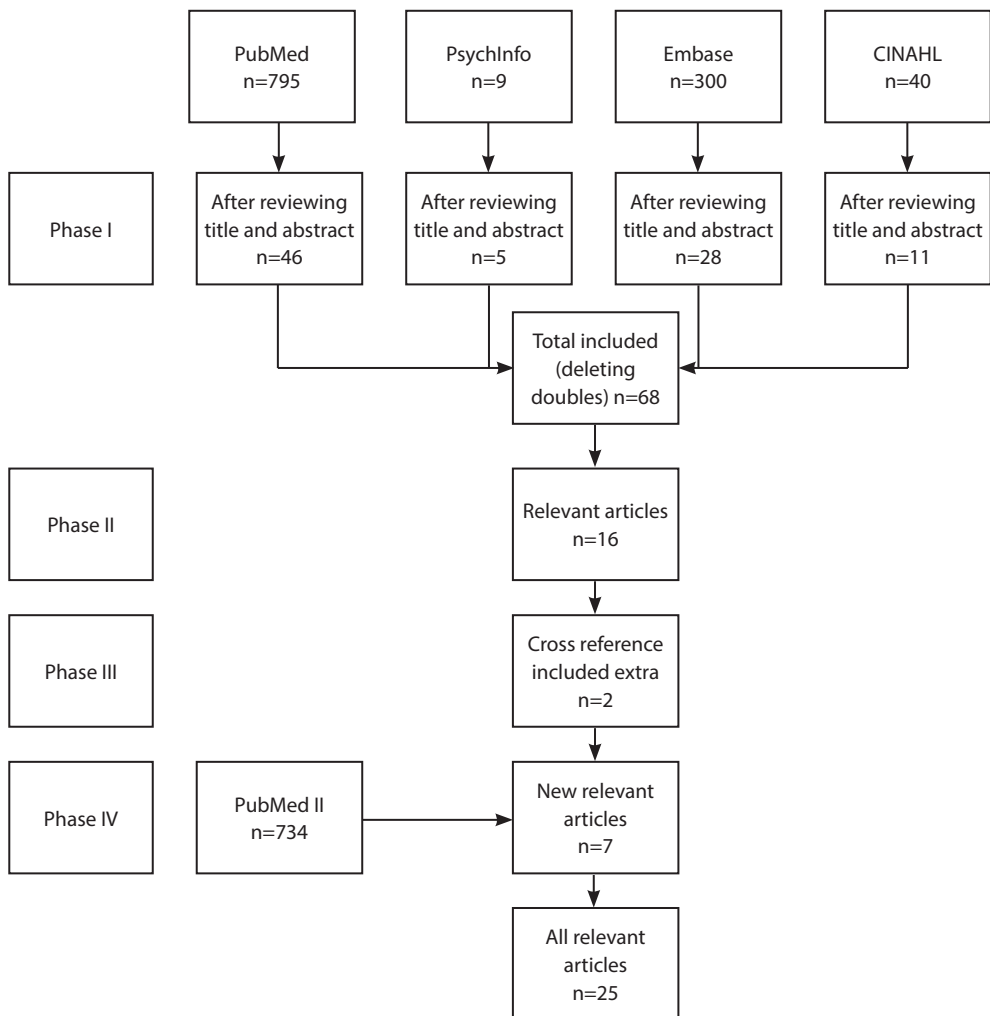 PubMed
n=795
PsychInfo
n=9
Embase
n=300
CINAHL
n=40
Phase I
After reviewing
title and abstract
n=46
After reviewing
title and abstract
n=5
After reviewing
title and abstract
n=28
After reviewing
title and abstract
n=11
Total included
(deleting
doubles) n=68
Phase II
Relevant articles
n=16
Phase III
Cross reference
included extra
n=2
Phase IV
PubMed II
n=734
New relevant
articles
n=7
All relevant
articles
n=25